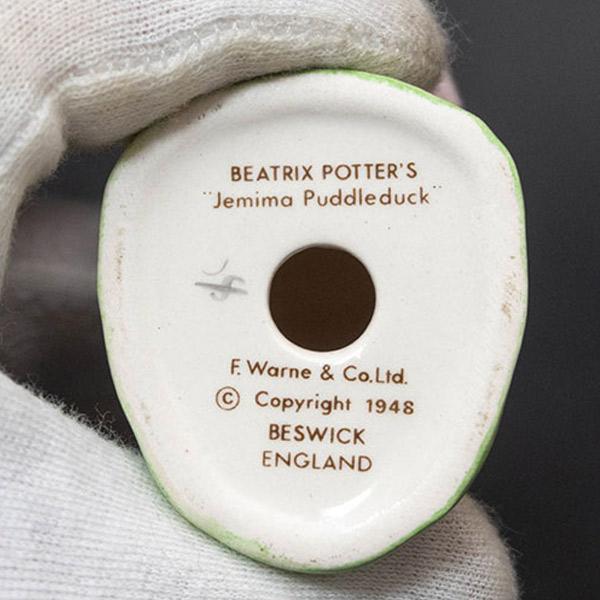 BEATRIX POTTER'S
"Jemima Puddleduck"
F. Warne & Co.Ltd.
© Copyright 1948
BESWICK
ENGLAND